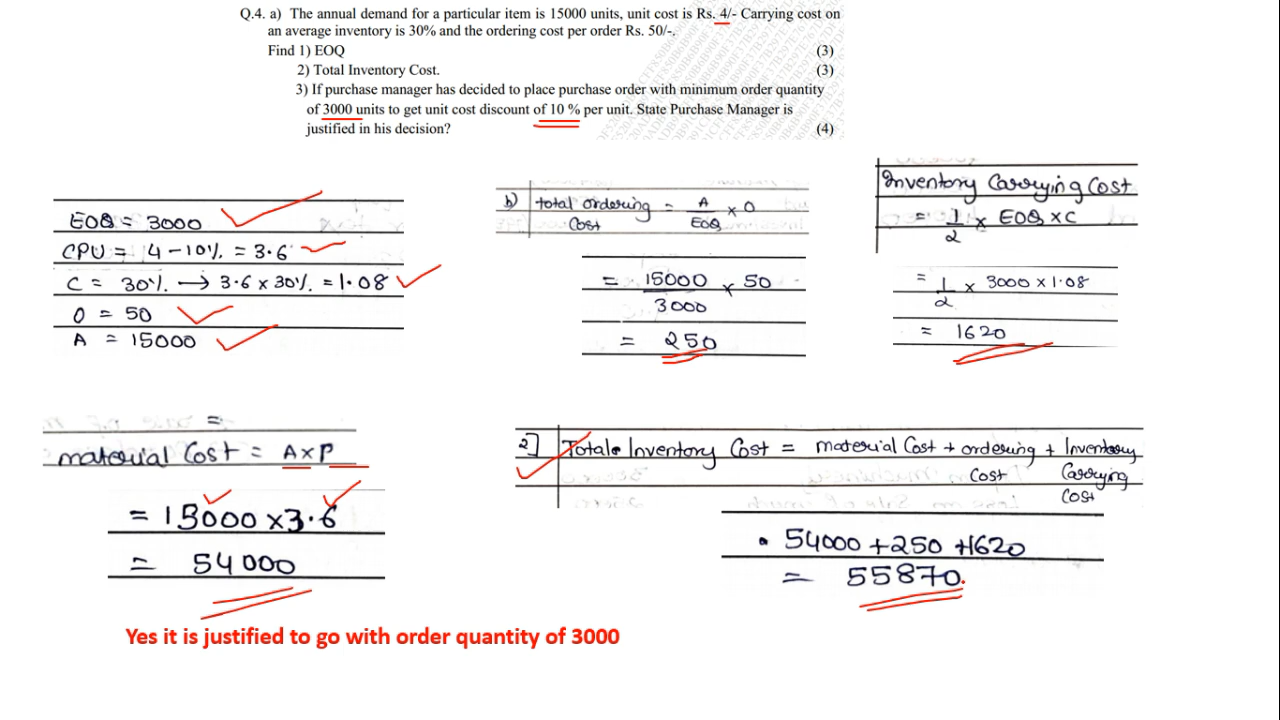 Q.4. a) The annual demand for a particular item is 15000 units, unit cost is Rs. 4/- Carrying cost on
an average inventory is 30% and the ordering cost per order Rs. 50/-.
Find 1) EOQ (3)
2) Total Inventory Cost. (3)
3) If purchase manager has decided to place purchase order with minimum order quantity
of 3000 units to get unit cost discount of 10 % per unit. State Purchase Manager is
justified in his decision? (4)
EOQ = 3000
CPU = 4 - 10% = 3.6
C = 30% → 3.6 x 30% = 1.08
O = 50
A = 15000
b) total ordering Cost = A/EOQ x O
= 15000/3000 x 50
= 250
Inventory Carrying Cost
= 1/2 x EOQ x C
= 1/2 x 3000 x 1.08
= 1620
=
material Cost = A x P
= 15000 x 3.6
= 54000
2] Total Inventory Cost = material Cost + ordering Cost + Inventory Carrying Cost
54000 + 250 + 1620
= 55870.
Yes it is justified to go with order quantity of 3000